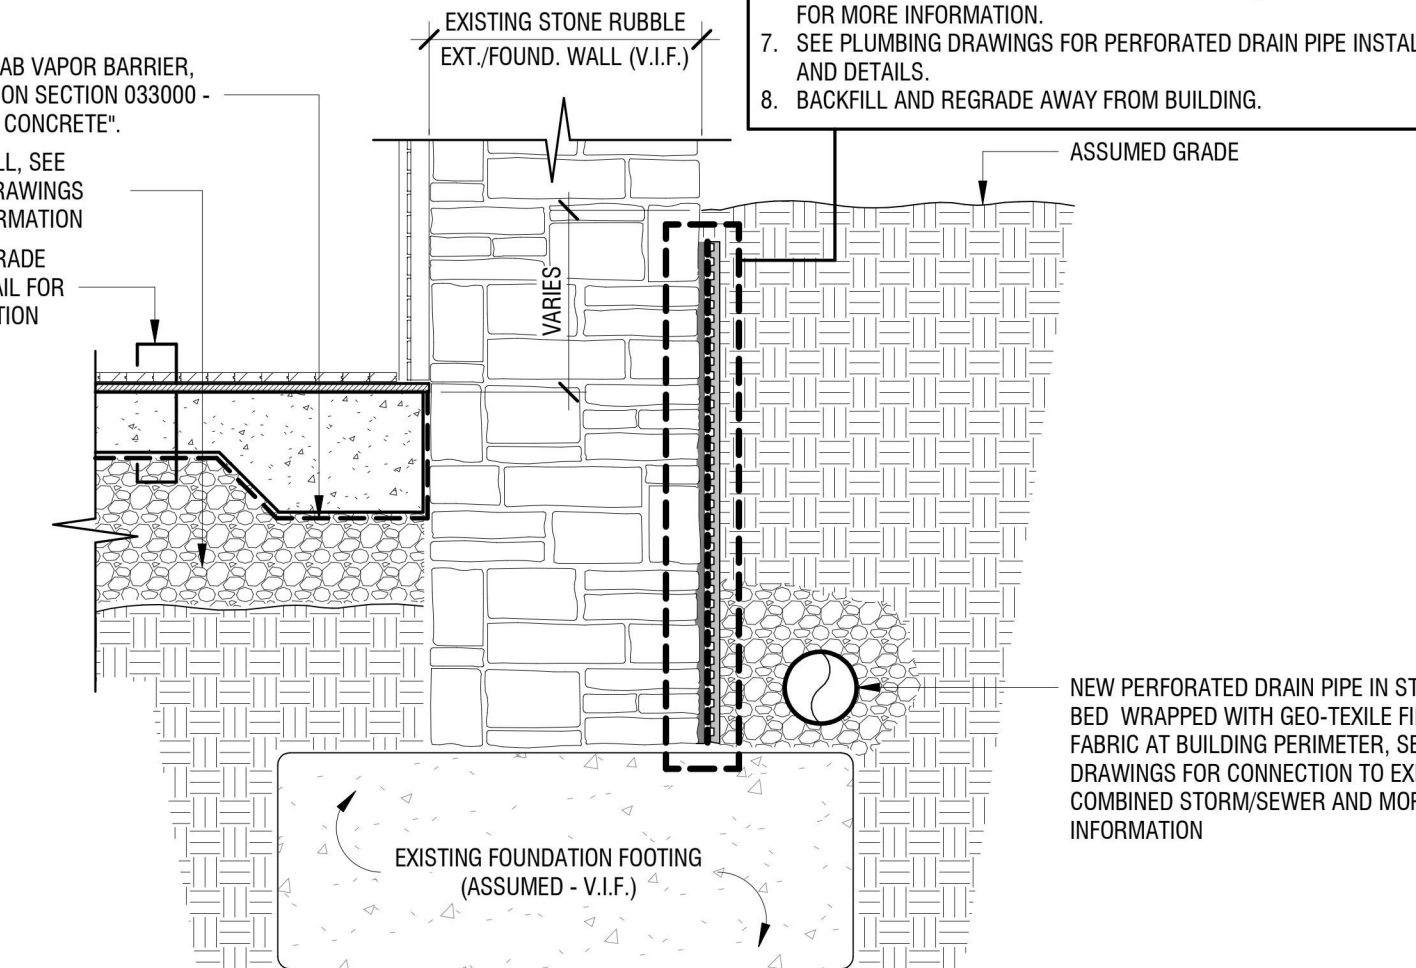 EXISTING STONE RUBBLE
EXT./FOUND. WALL (V.I.F.)
FOR MORE INFORMATION.
7. SEE PLUMBING DRAWINGS FOR PERFORATED DRAIN PIPE INSTAL
AND DETAILS.
8. BACKFILL AND REGRADE AWAY FROM BUILDING.
AB VAPOR BARRIER,
ON SECTION 033000 -
CONCRETE".
LL, SEE
RAWINGS
RMATION
RADE
AIL FOR
TION
ASSUMED GRADE
VARIES
NEW PERFORATED DRAIN PIPE IN ST
BED WRAPPED WITH GEO-TEXILE FI
FABRIC AT BUILDING PERIMETER, SE
DRAWINGS FOR CONNECTION TO EXI
COMBINED STORM/SEWER AND MOR
INFORMATION
EXISTING FOUNDATION FOOTING
(ASSUMED - V.I.F.)